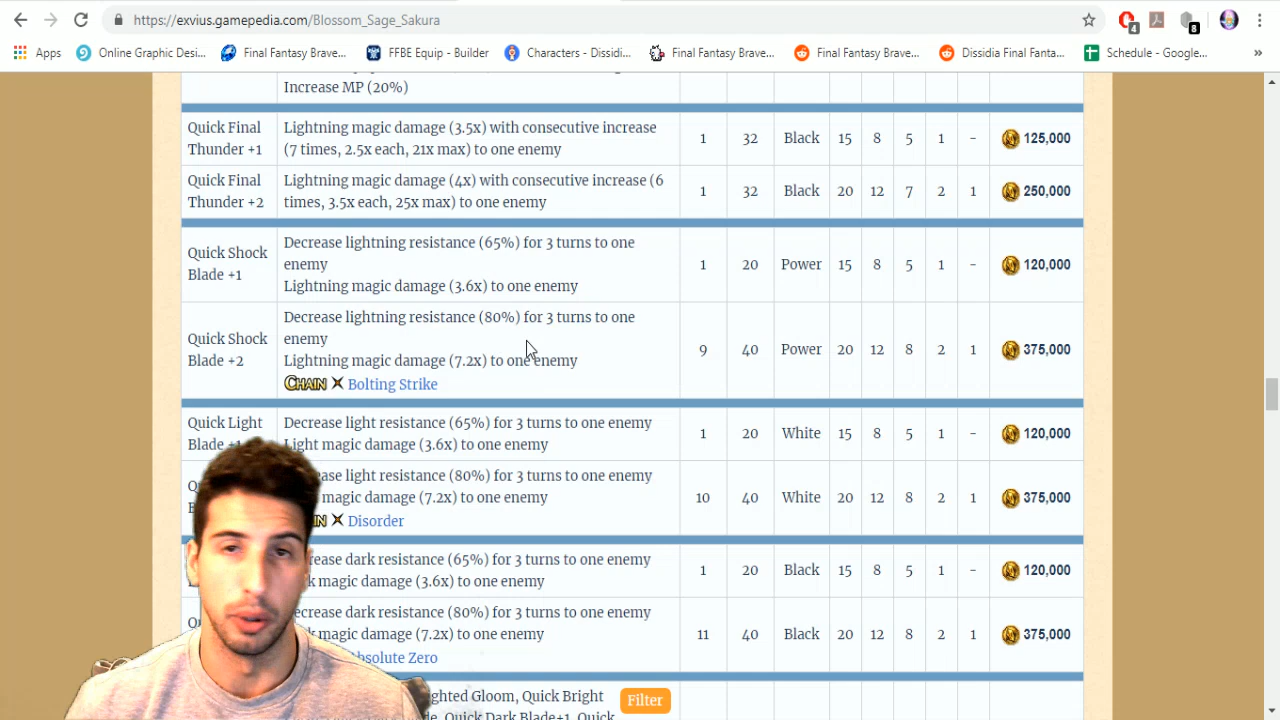 https://exvius.gamepedia.com/Blossom_Sage_Sakura
4
8
Apps
Online Graphic Desi...
Final Fantasy Brave...
FFBE Equip - Builder
Characters - Dissidi...
Final Fantasy Brave...
Final Fantasy Brave...
Dissidia Final Fanta...
Schedule - Google...
»
Increase MP (20%)
Quick Final
Thunder +1
Lightning magic damage (3.5x) with consecutive increase
(7 times, 2.5x each, 21x max) to one enemy
1 32 Black 15 8 5 1 - 125,000
Quick Final
Thunder +2
Lightning magic damage (4x) with consecutive increase (6
times, 3.5x each, 25x max) to one enemy
1 32 Black 20 12 7 2 1 250,000
Quick Shock
Blade +1
Decrease lightning resistance (65%) for 3 turns to one
enemy
Lightning magic damage (3.6x) to one enemy
1 20 Power 15 8 5 1 - 120,000
Quick Shock
Blade +2
Decrease lightning resistance (80%) for 3 turns to one
enemy
Lightning magic damage (7.2x) to one enemy
CHAIN Bolting Strike
9 40 Power 20 12 8 2 1 375,000
Quick Light
Blade
Decrease light resistance (65%) for 3 turns to one enemy
Light magic damage (3.6x) to one enemy
1 20 White 15 8 5 1 - 120,000
light resistance (80%) for 3 turns to one enemy
magic damage (7.2x) to one enemy
Disorder
10 40 White 20 12 8 2 1 375,000
dark resistance (65%) for 3 turns to one enemy
magic damage (3.6x) to one enemy
1 20 Black 15 8 5 1 - 120,000
dark resistance (80%) for 3 turns to one enemy
magic damage (7.2x) to one enemy
Absolute Zero
11 40 Black 20 12 8 2 1 375,000
Gloom, Quick Bright
Quick Dark Blade+1, Quick
Filter